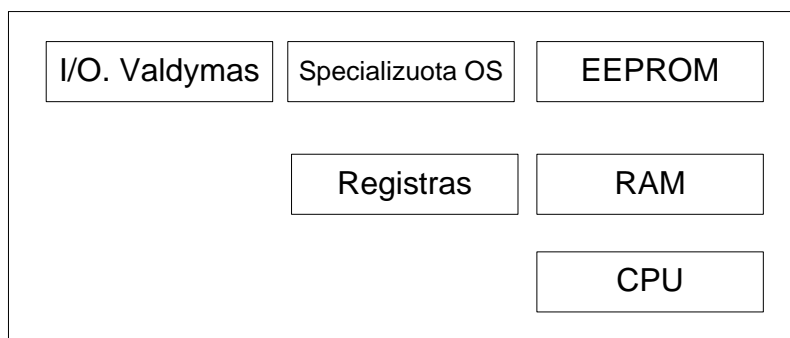 I/O. Valdymas
Specializuota OS
EEPROM
Registras
RAM
CPU